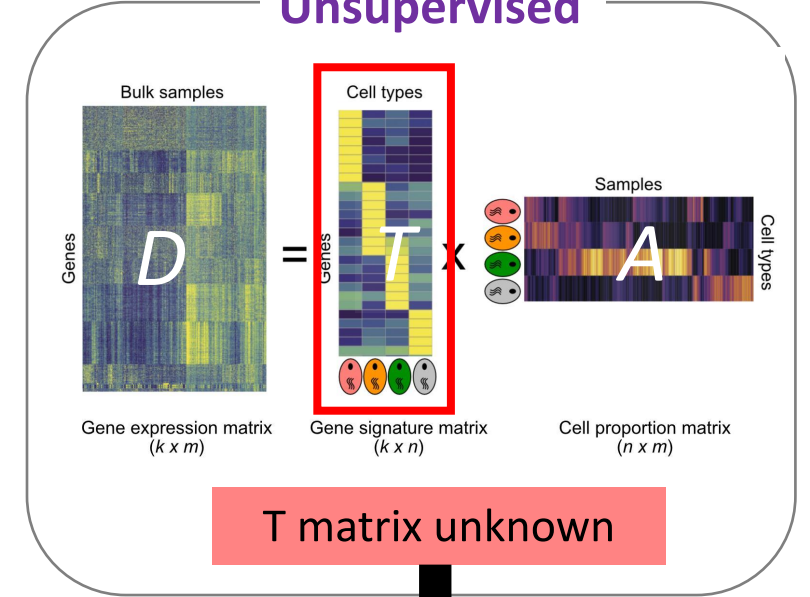 Unsupervised
Bulk samples
Cell types
Samples
Genes
D
=
Genes
T
x
A
Cell types
Gene expression matrix
(k x m)
Gene signature matrix
(k x n)
Cell proportion matrix
(n x m)
T matrix unknown